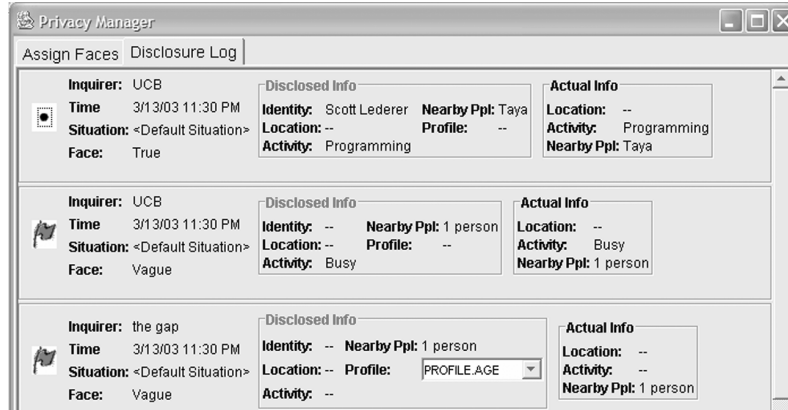 Privacy Manager
Assign Faces Disclosure Log
Inquirer: UCB
Time 3/13/03 11:30 PM
Situation: <Default Situation>
Face: True
Disclosed Info
Identity: Scott Lederer Nearby Ppl: Taya
Location: -- Profile: --
Activity: Programming
Actual Info
Location: --
Activity: Programming
Nearby Ppl: Taya
Inquirer: UCB
Time 3/13/03 11:30 PM
Situation: <Default Situation>
Face: Vague
Disclosed Info
Identity: -- Nearby Ppl: 1 person
Location: -- Profile: --
Activity: Busy
Actual Info
Location: --
Activity: Busy
Nearby Ppl: 1 person
Inquirer: the gap
Time 3/13/03 11:30 PM
Situation: <Default Situation>
Face: Vague
Disclosed Info
Identity: -- Nearby Ppl: 1 person
Location: -- Profile: PROFILE.AGE
Activity: --
Actual Info
Location: --
Activity: --
Nearby Ppl: 1 person